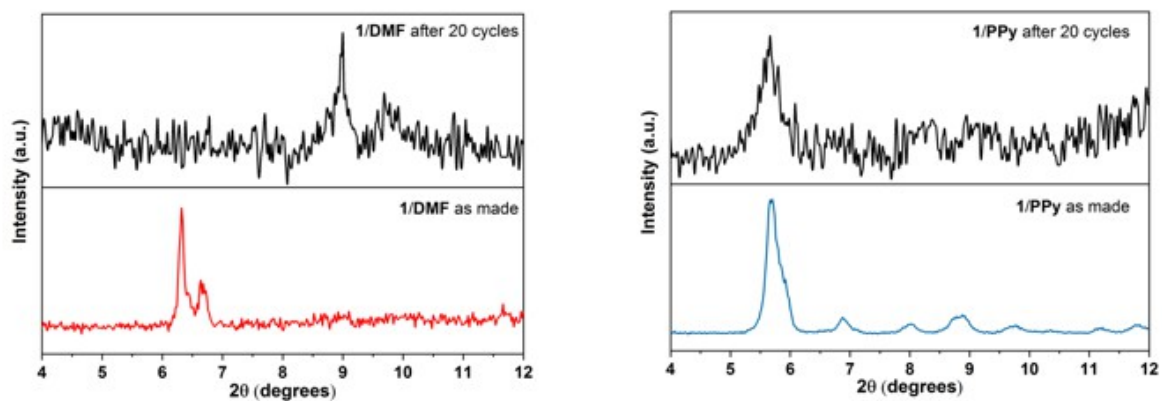 1/DMF after 20 cycles
1/DMF as made
Intensity (a.u.)
4 5 6 7 8 9 10 11 12
2θ (degrees)
1/PPy after 20 cycles
1/PPy as made
Intensity (a.u.)
4 5 6 7 8 9 10 11 12
2θ (degrees)